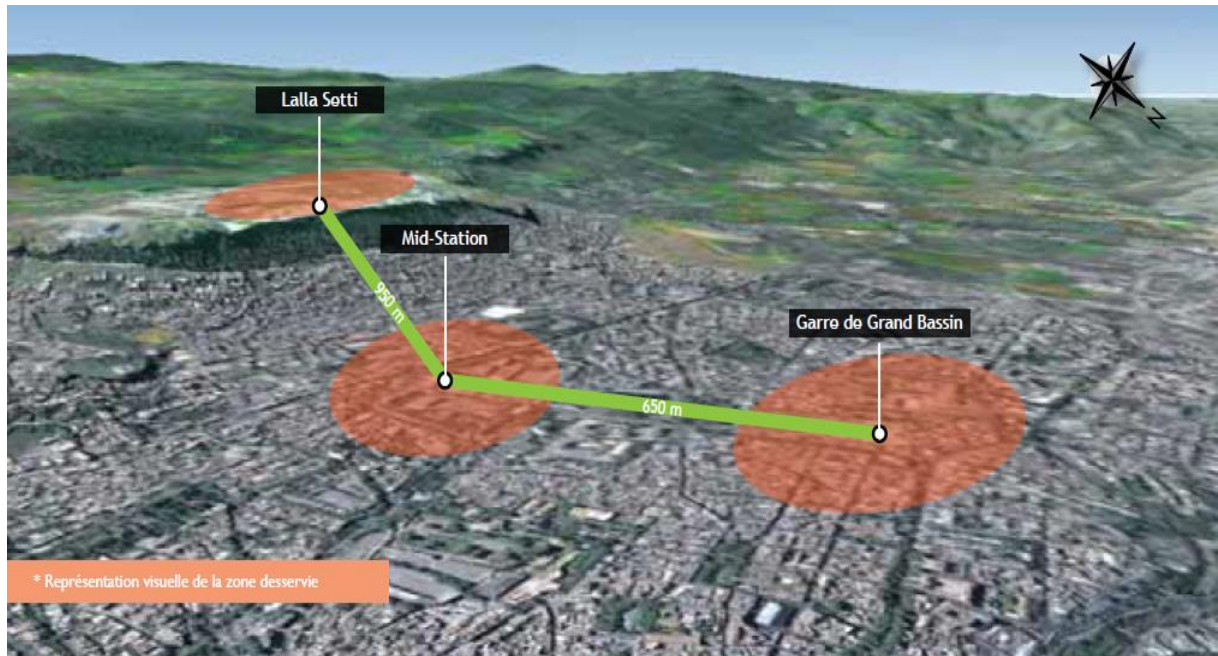 N
Lalla Setti
Mid-Station
950 m
Garre de Grand Bassin
650 m
* Représentation visuelle de la zone desservie